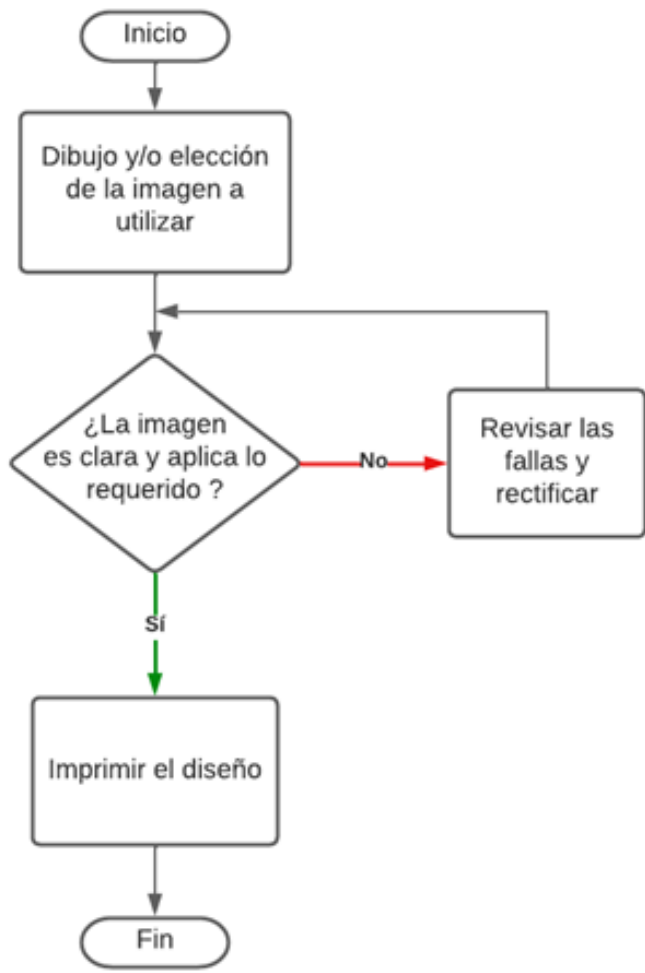 Inicio
Dibujo y/o elección
de la imagen a
utilizar
¿La imagen
es clara y aplica lo
requerido ?
No
Revisar las
fallas y
rectificar
Sí
Imprimir el diseño
Fin